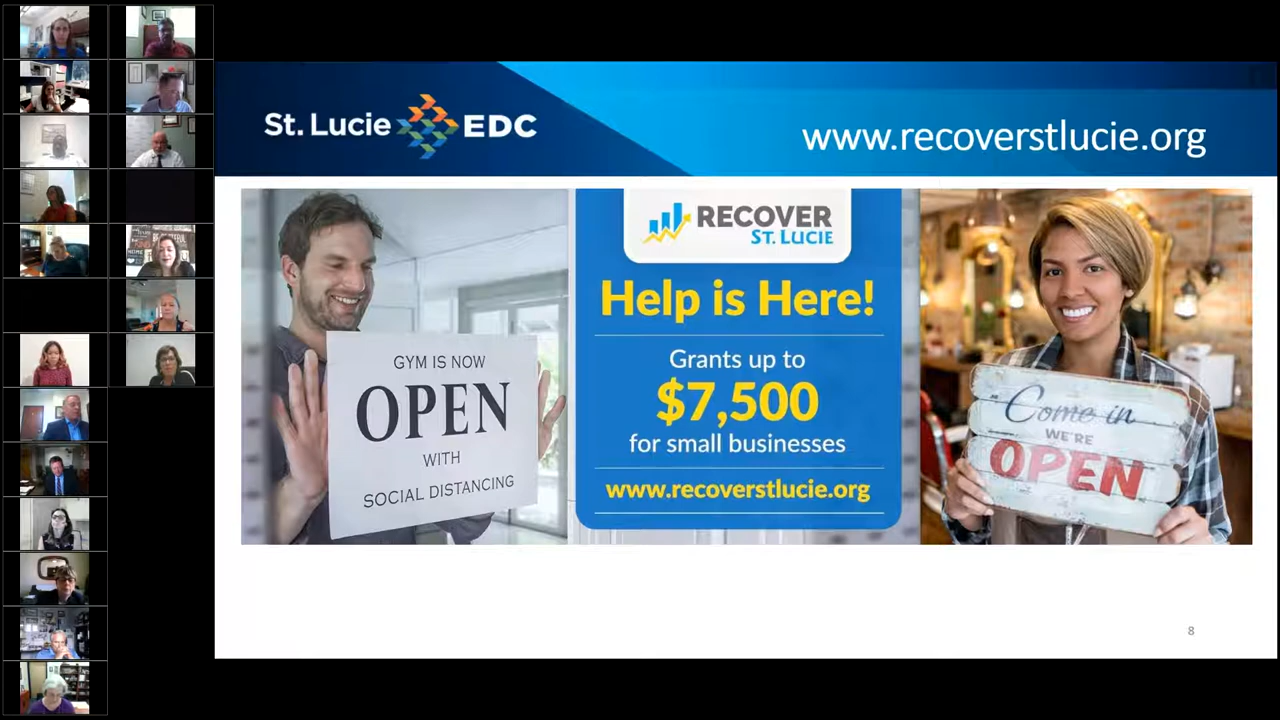 St. Lucie EDC
www.recoverstlucie.org
RECOVER
ST. LUCIE
Help is Here!
Grants up to
$7,500
for small businesses
www.recoverstlucie.org
GYM IS NOW
OPEN
WITH
SOCIAL DISTANCING
Come in
WE'RE
OPEN
8